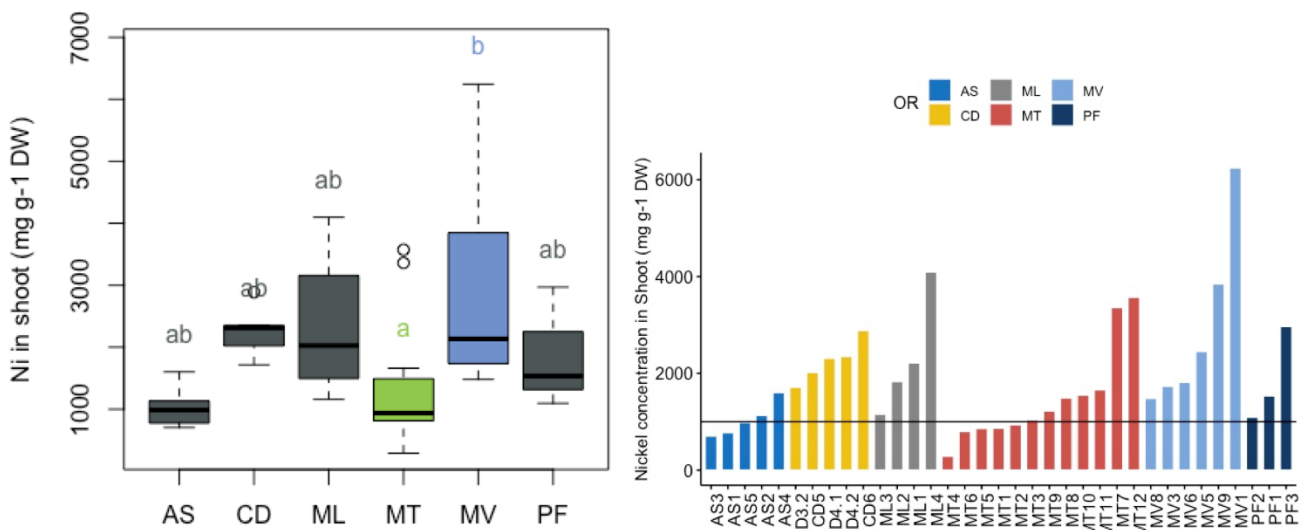 Ni in shoot (mg g-1 DW)
7000
5000
3000
1000
ab
ab
ab
a
b
ab
AS CD ML MT MV PF
OR
AS ML MV
CD MT PF
Nickel concentration in Shoot (mg g-1 DW)
6000
4000
2000
0
AS3
AS1
AS5
AS2
AS4
D3.2
CD5
D4.1
D4.2
CD6
ML3
ML2
ML1
ML4
MT4
MT6
MT5
MT1
MT2
MT3
MT9
MT8
MT10
MT11
MT7
MT12
MV8
MV3
MV6
MV5
MV9
MV1
PF2
PF1
PF3